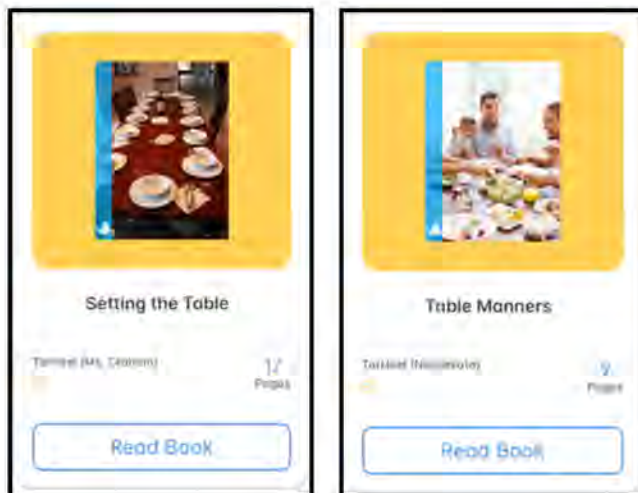 Setting the Table
17
Pages
Read Book
Table Manners
9
Pages
Read Book